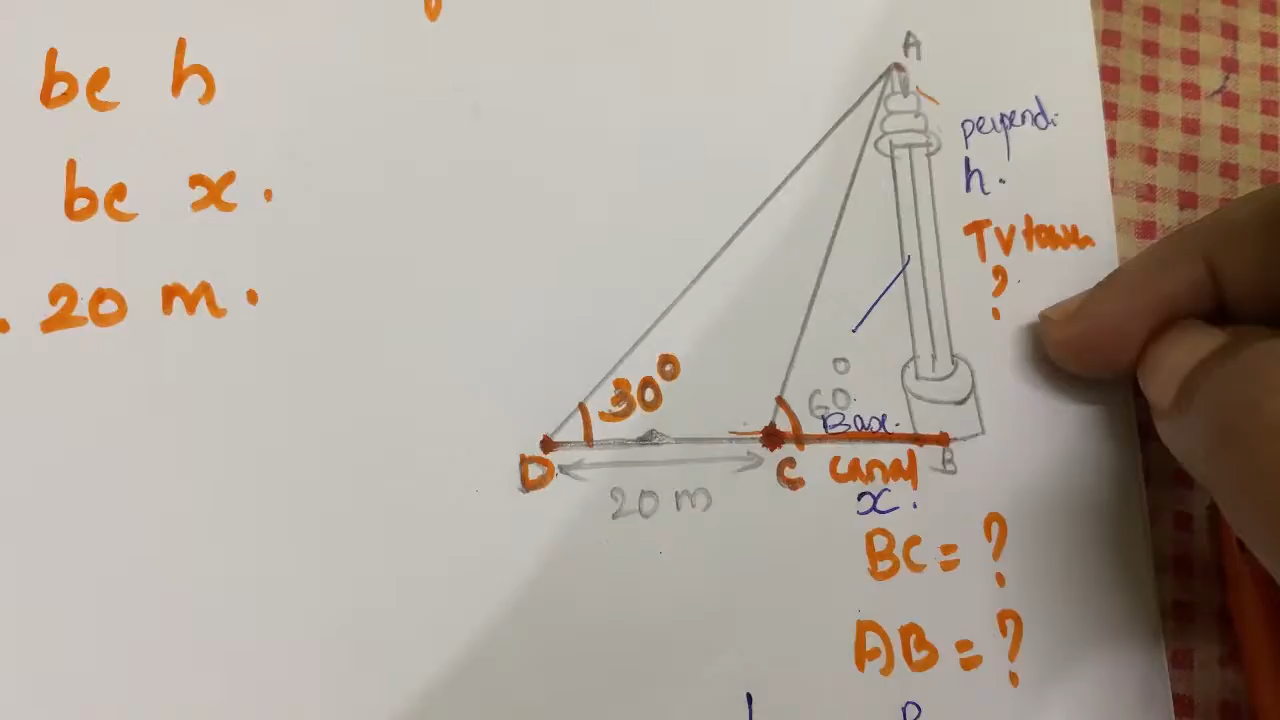 be h
be x.
. 20 m.
A
perpend.
h.
TV tower
?
30°
60°
Base.
D
C
canal
B
20 m
x.
BC = ?
AB = ?